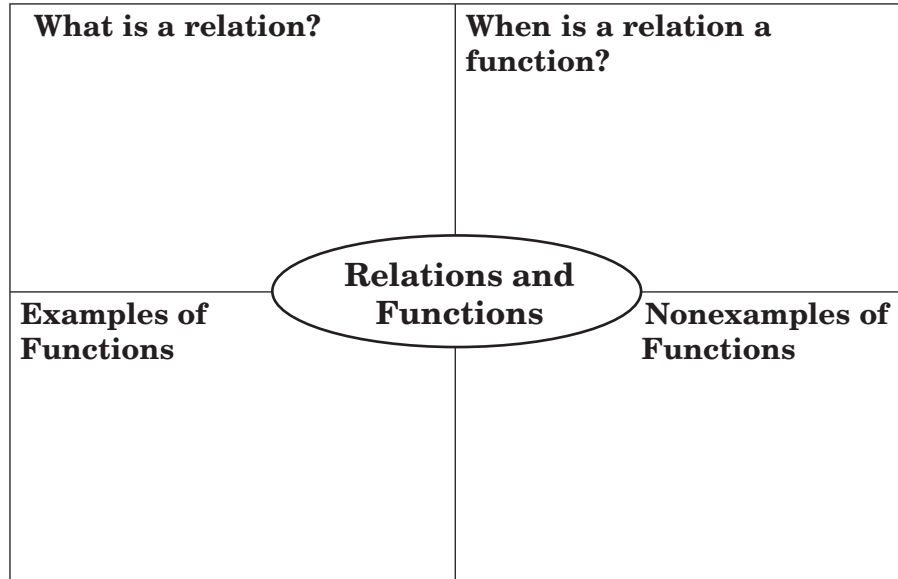 What is a relation?
When is a relation a
function?
Relations and
Functions
Examples of
Functions
Nonexamples of
Functions